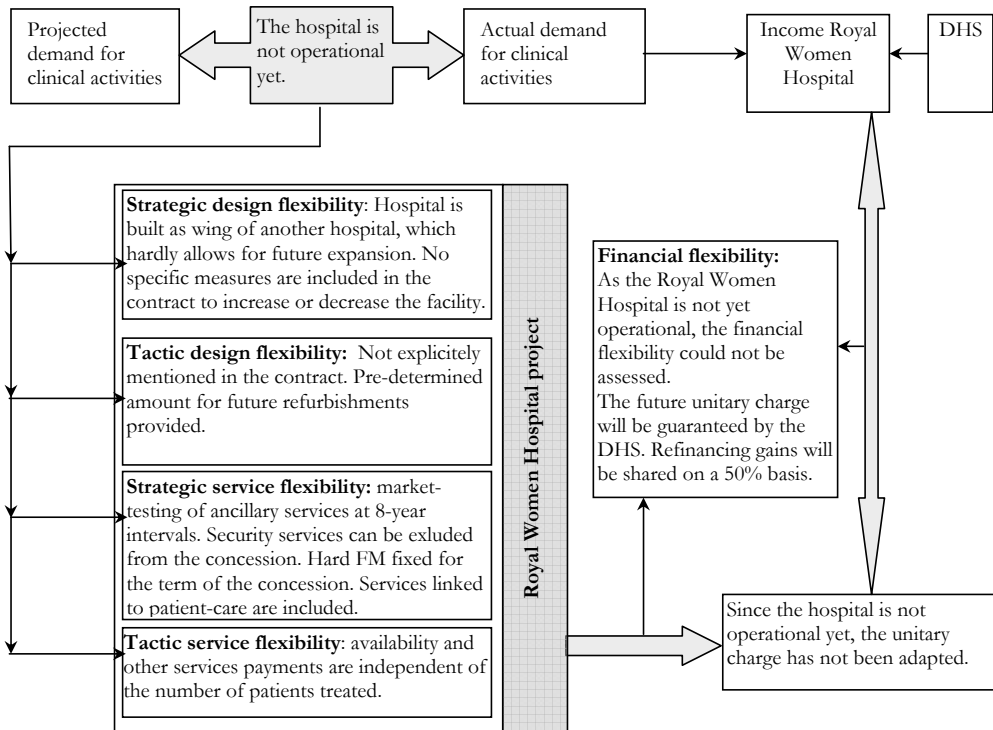 Projected
demand for
clinical activities
The hospital is
not operational
yet.
Actual demand
for clinical
activities
Income Royal
Women
Hospital
DHS
Strategic design flexibility: Hospital is
built as wing of another hospital, which
hardly allows for future expansion. No
specific measures are included in the
contract to increase or decrease the facility.
Tactic design flexibility: Not explicitely
mentioned in the contract. Pre-determined
amount for future refurbishments
provided.
Strategic service flexibility: market-
testing of ancillary services at 8-year
intervals. Security services can be exluded
from the concession. Hard FM fixed for
the term of the concession. Services linked
to patient-care are included.
Tactic service flexibility: availability and
other services payments are independent of
the number of patients treated.
Royal Women Hospital project
Financial flexibility:
As the Royal Women
Hospital is not yet
operational, the financial
flexibility could not be
assessed.
The future unitary charge
will be guaranteed by the
DHS. Refinancing gains will
be shared on a 50% basis.
Since the hospital is not
operational yet, the unitary
charge has not been adapted.